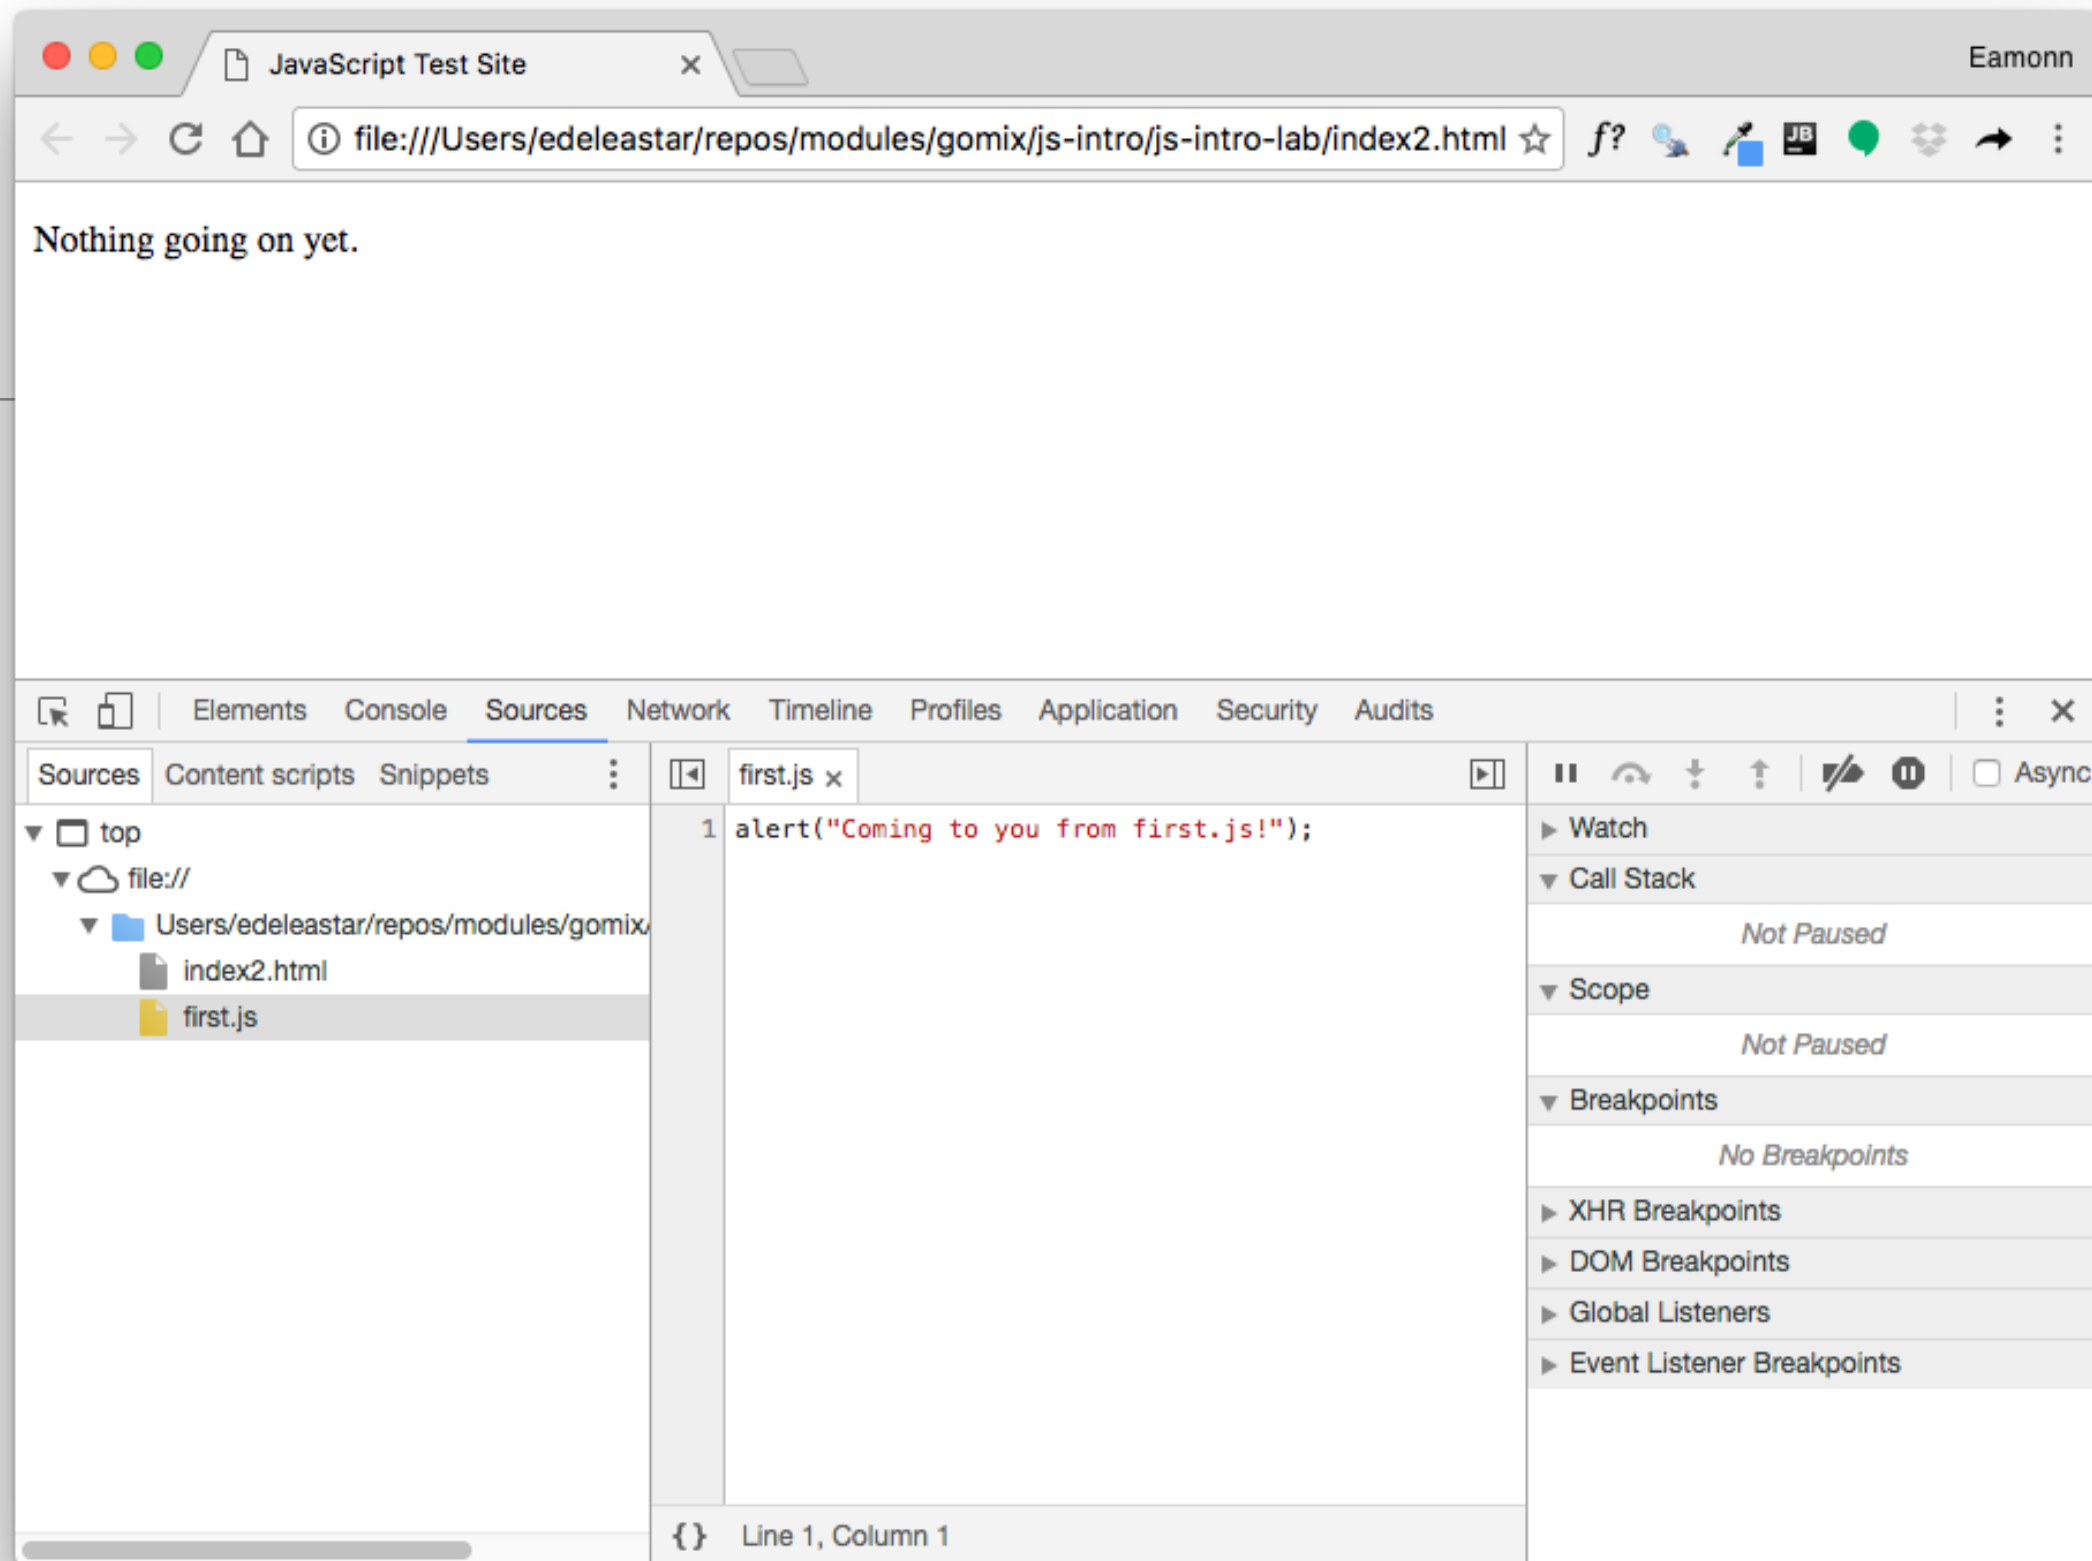 JavaScript Test Site
Eamonn
file:///Users/edeleastar/repos/modules/gomix/js-intro/js-intro-lab/index2.html
f?
JB
Nothing going on yet.
Elements Console Sources Network Timeline Profiles Application Security Audits
Sources Content scripts Snippets
first.js
Async
top
file://
Users/edeleastar/repos/modules/gomix/
index2.html
first.js
1 alert("Coming to you from first.js!");
{} Line 1, Column 1
Watch
Call Stack
Not Paused
Scope
Not Paused
Breakpoints
No Breakpoints
XHR Breakpoints
DOM Breakpoints
Global Listeners
Event Listener Breakpoints